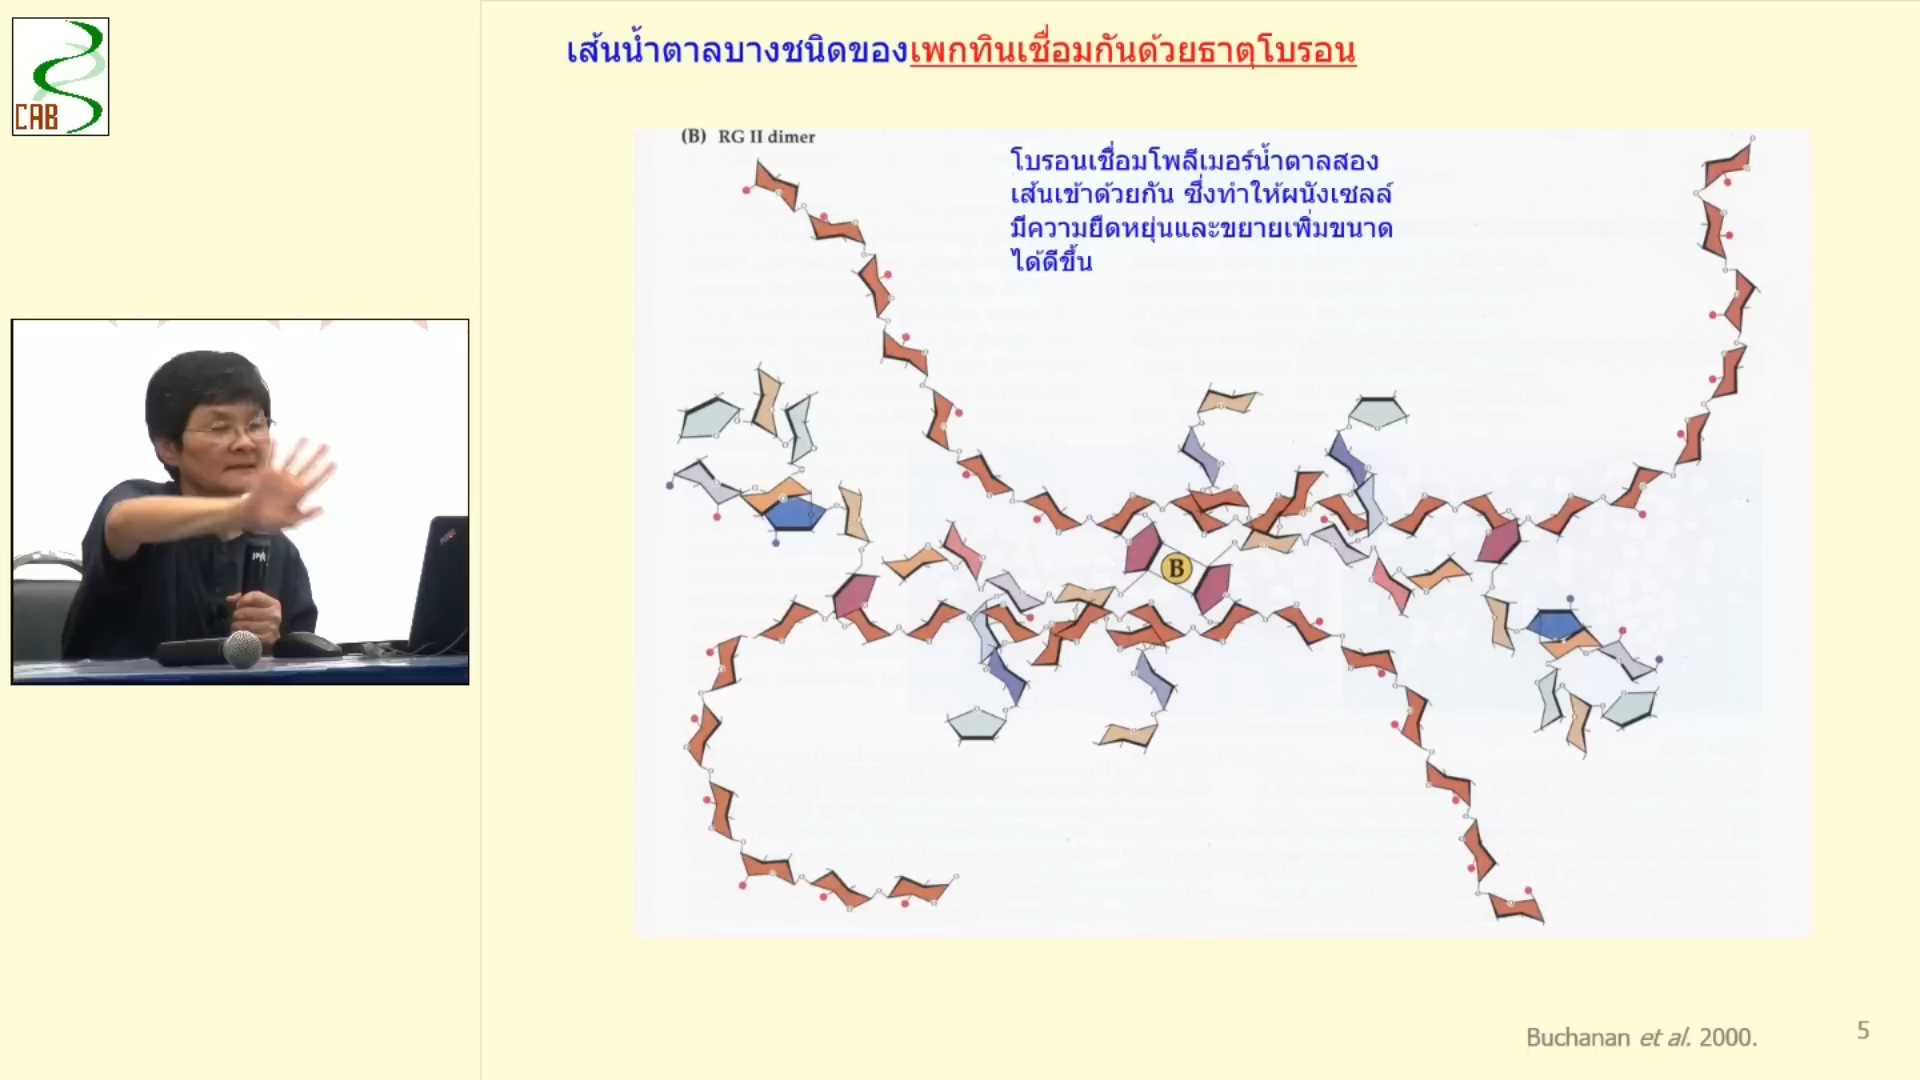 CAB
เส้นน้ำตาลบางชนิดของเพกทินเชื่อมกันด้วยธาตุโบรอน
(B) RG II dimer
โบรอนเชื่อมโพลีเมอร์น้ำตาลสอง
เส้นเข้าด้วยกัน ซึ่งทำให้ผนังเซลล์
มีความยืดหยุ่นและขยายเพิ่มขนาด
ได้ดีขึ้น
B
Buchanan et al. 2000.
5